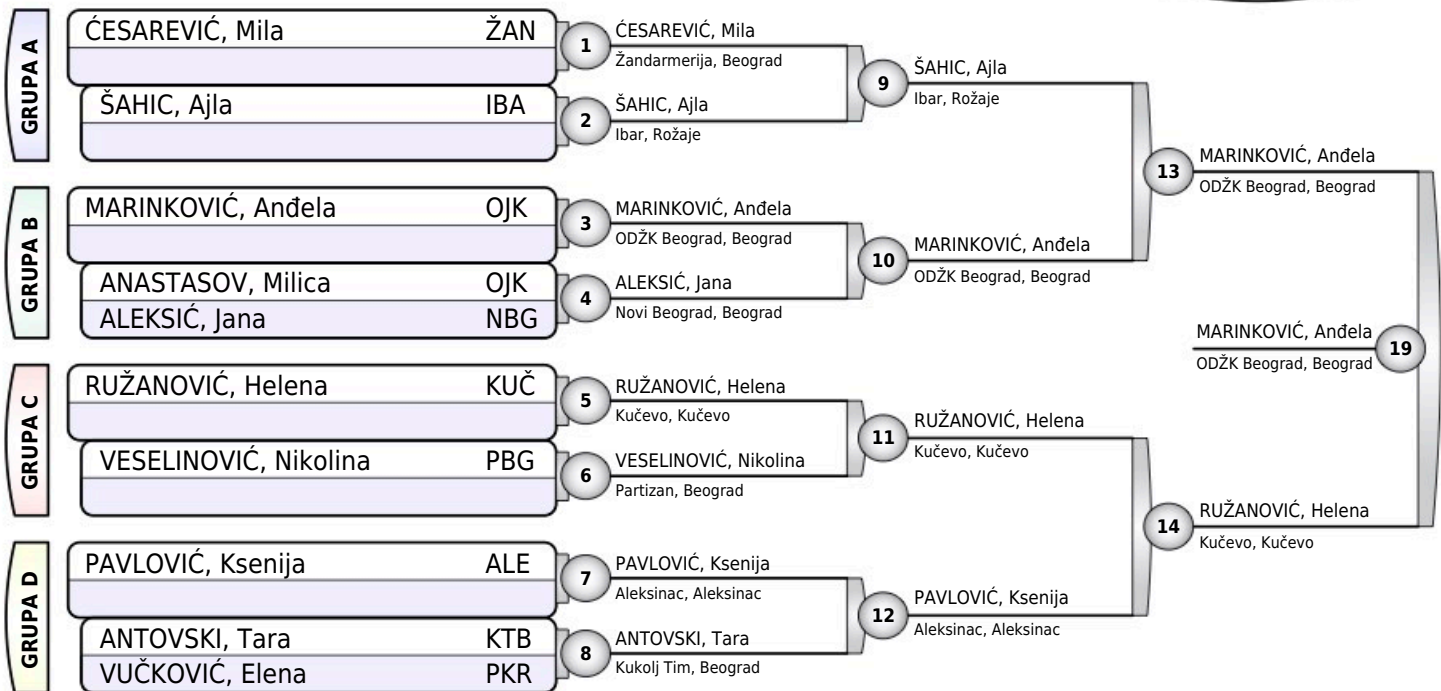 GRUPA A
ĆESAREVIĆ, Mila ŽAN
ŠAHIC, Ajla IBA
GRUPA B
MARINKOVIĆ, Anđela OJK
ANASTASOV, Milica OJK
ALEKSIĆ, Jana NBG
GRUPA C
RUŽANOVIĆ, Helena KUČ
VESELINOVIĆ, Nikolina PBG
GRUPA D
PAVLOVIĆ, Ksenija ALE
ANTOVSKI, Tara KTB
VUČKOVIĆ, Elena PKR
1
ĆESAREVIĆ, Mila
Žandarmerija, Beograd
2
ŠAHIC, Ajla
Ibar, Rožaje
3
MARINKOVIĆ, Anđela
ODŽK Beograd, Beograd
4
ALEKSIĆ, Jana
Novi Beograd, Beograd
5
RUŽANOVIĆ, Helena
Kučevo, Kučevo
6
VESELINOVIĆ, Nikolina
Partizan, Beograd
7
PAVLOVIĆ, Ksenija
Aleksinac, Aleksinac
8
ANTOVSKI, Tara
Kukolj Tim, Beograd
9
ŠAHIC, Ajla
Ibar, Rožaje
10
MARINKOVIĆ, Anđela
ODŽK Beograd, Beograd
11
RUŽANOVIĆ, Helena
Kučevo, Kučevo
12
PAVLOVIĆ, Ksenija
Aleksinac, Aleksinac
13
MARINKOVIĆ, Anđela
ODŽK Beograd, Beograd
14
RUŽANOVIĆ, Helena
Kučevo, Kučevo
MARINKOVIĆ, Anđela
ODŽK Beograd, Beograd
19